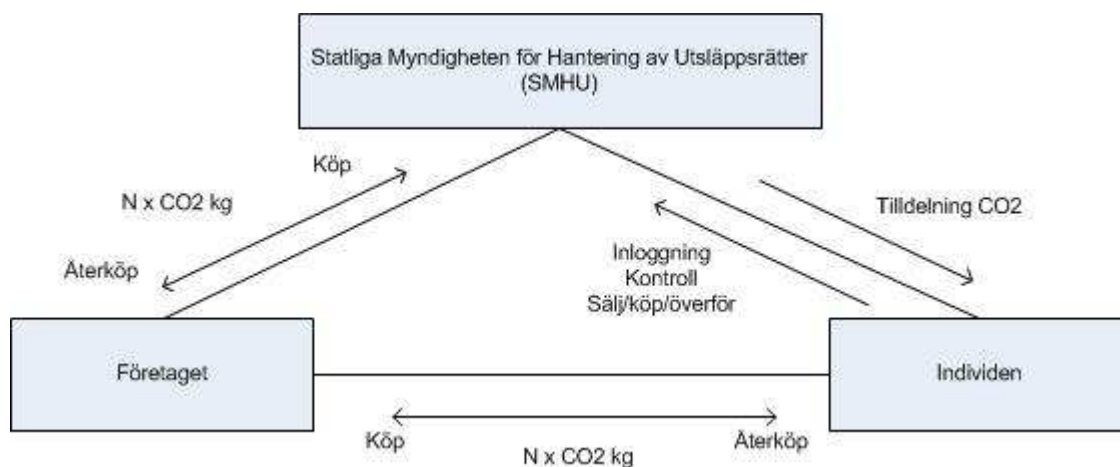 Statliga Myndigheten för Hantering av Utsläppsrätter
(SMHU)
Köp
N x CO2 kg
Återköp
Tilldelning CO2
Inloggning
Kontroll
Sälj/köp/överför
Företaget
Individen
Köp
Återköp
N x CO2 kg